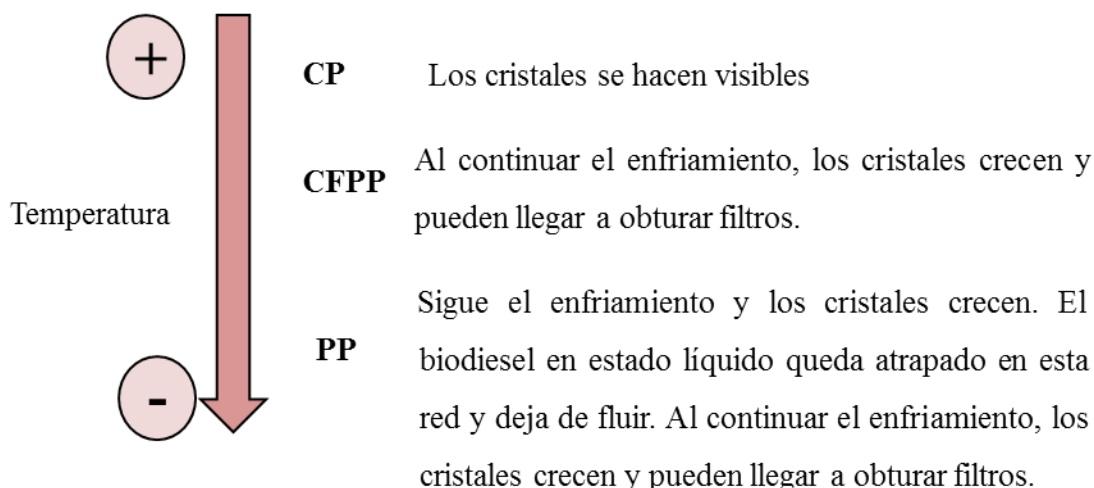 +
CP Los cristales se hacen visibles
Al continuar el enfriamiento, los cristales crecen y
CFPP
pueden llegar a obturar filtros.
Temperatura
Sigue el enfriamiento y los cristales crecen. El
PP
biodiesel en estado líquido queda atrapado en esta
red y deja de fluir. Al continuar el enfriamiento, los
-
cristales crecen y pueden llegar a obturar filtros.